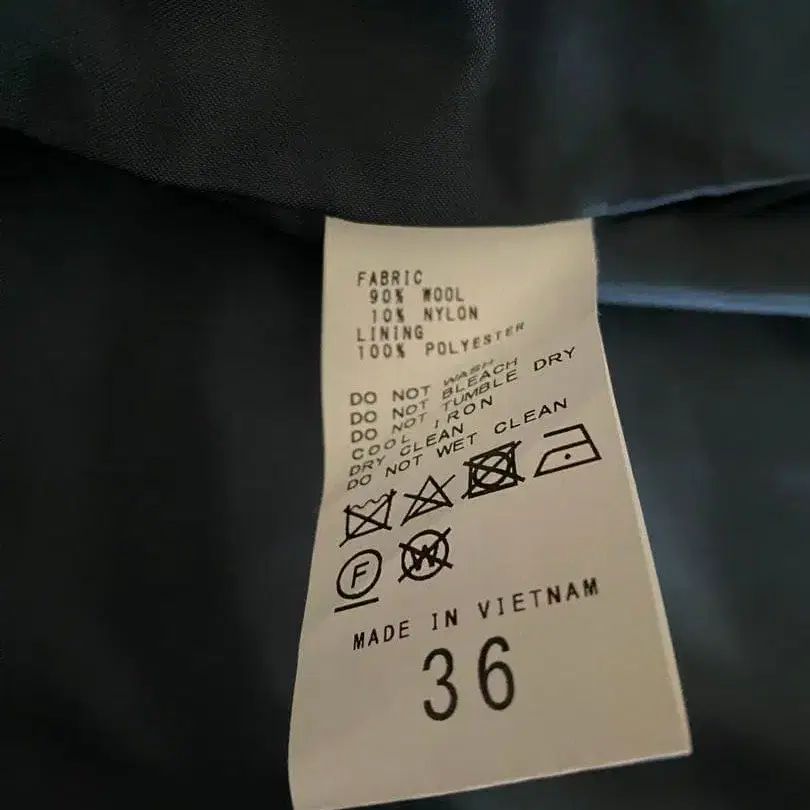 FABRIC
90% WOOL
10% NYLON
LINING
100% POLYESTER
DO NOT WASH
DO NOT BLEACH
DO NOT TUMBLE DRY
COOL IRON
DRY CLEAN
DO NOT WET CLEAN
F W
MADE IN VIETNAM
36